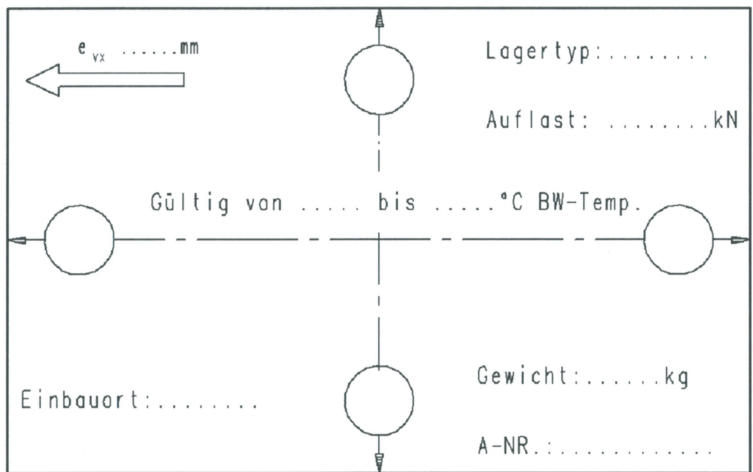 e vx ......mm
Lagertyp:........
Auflast: ........kN
Gültig von ..... bis .....°C BW-Temp.
Gewicht:......kg
Einbauort:........
A-NR.:.............